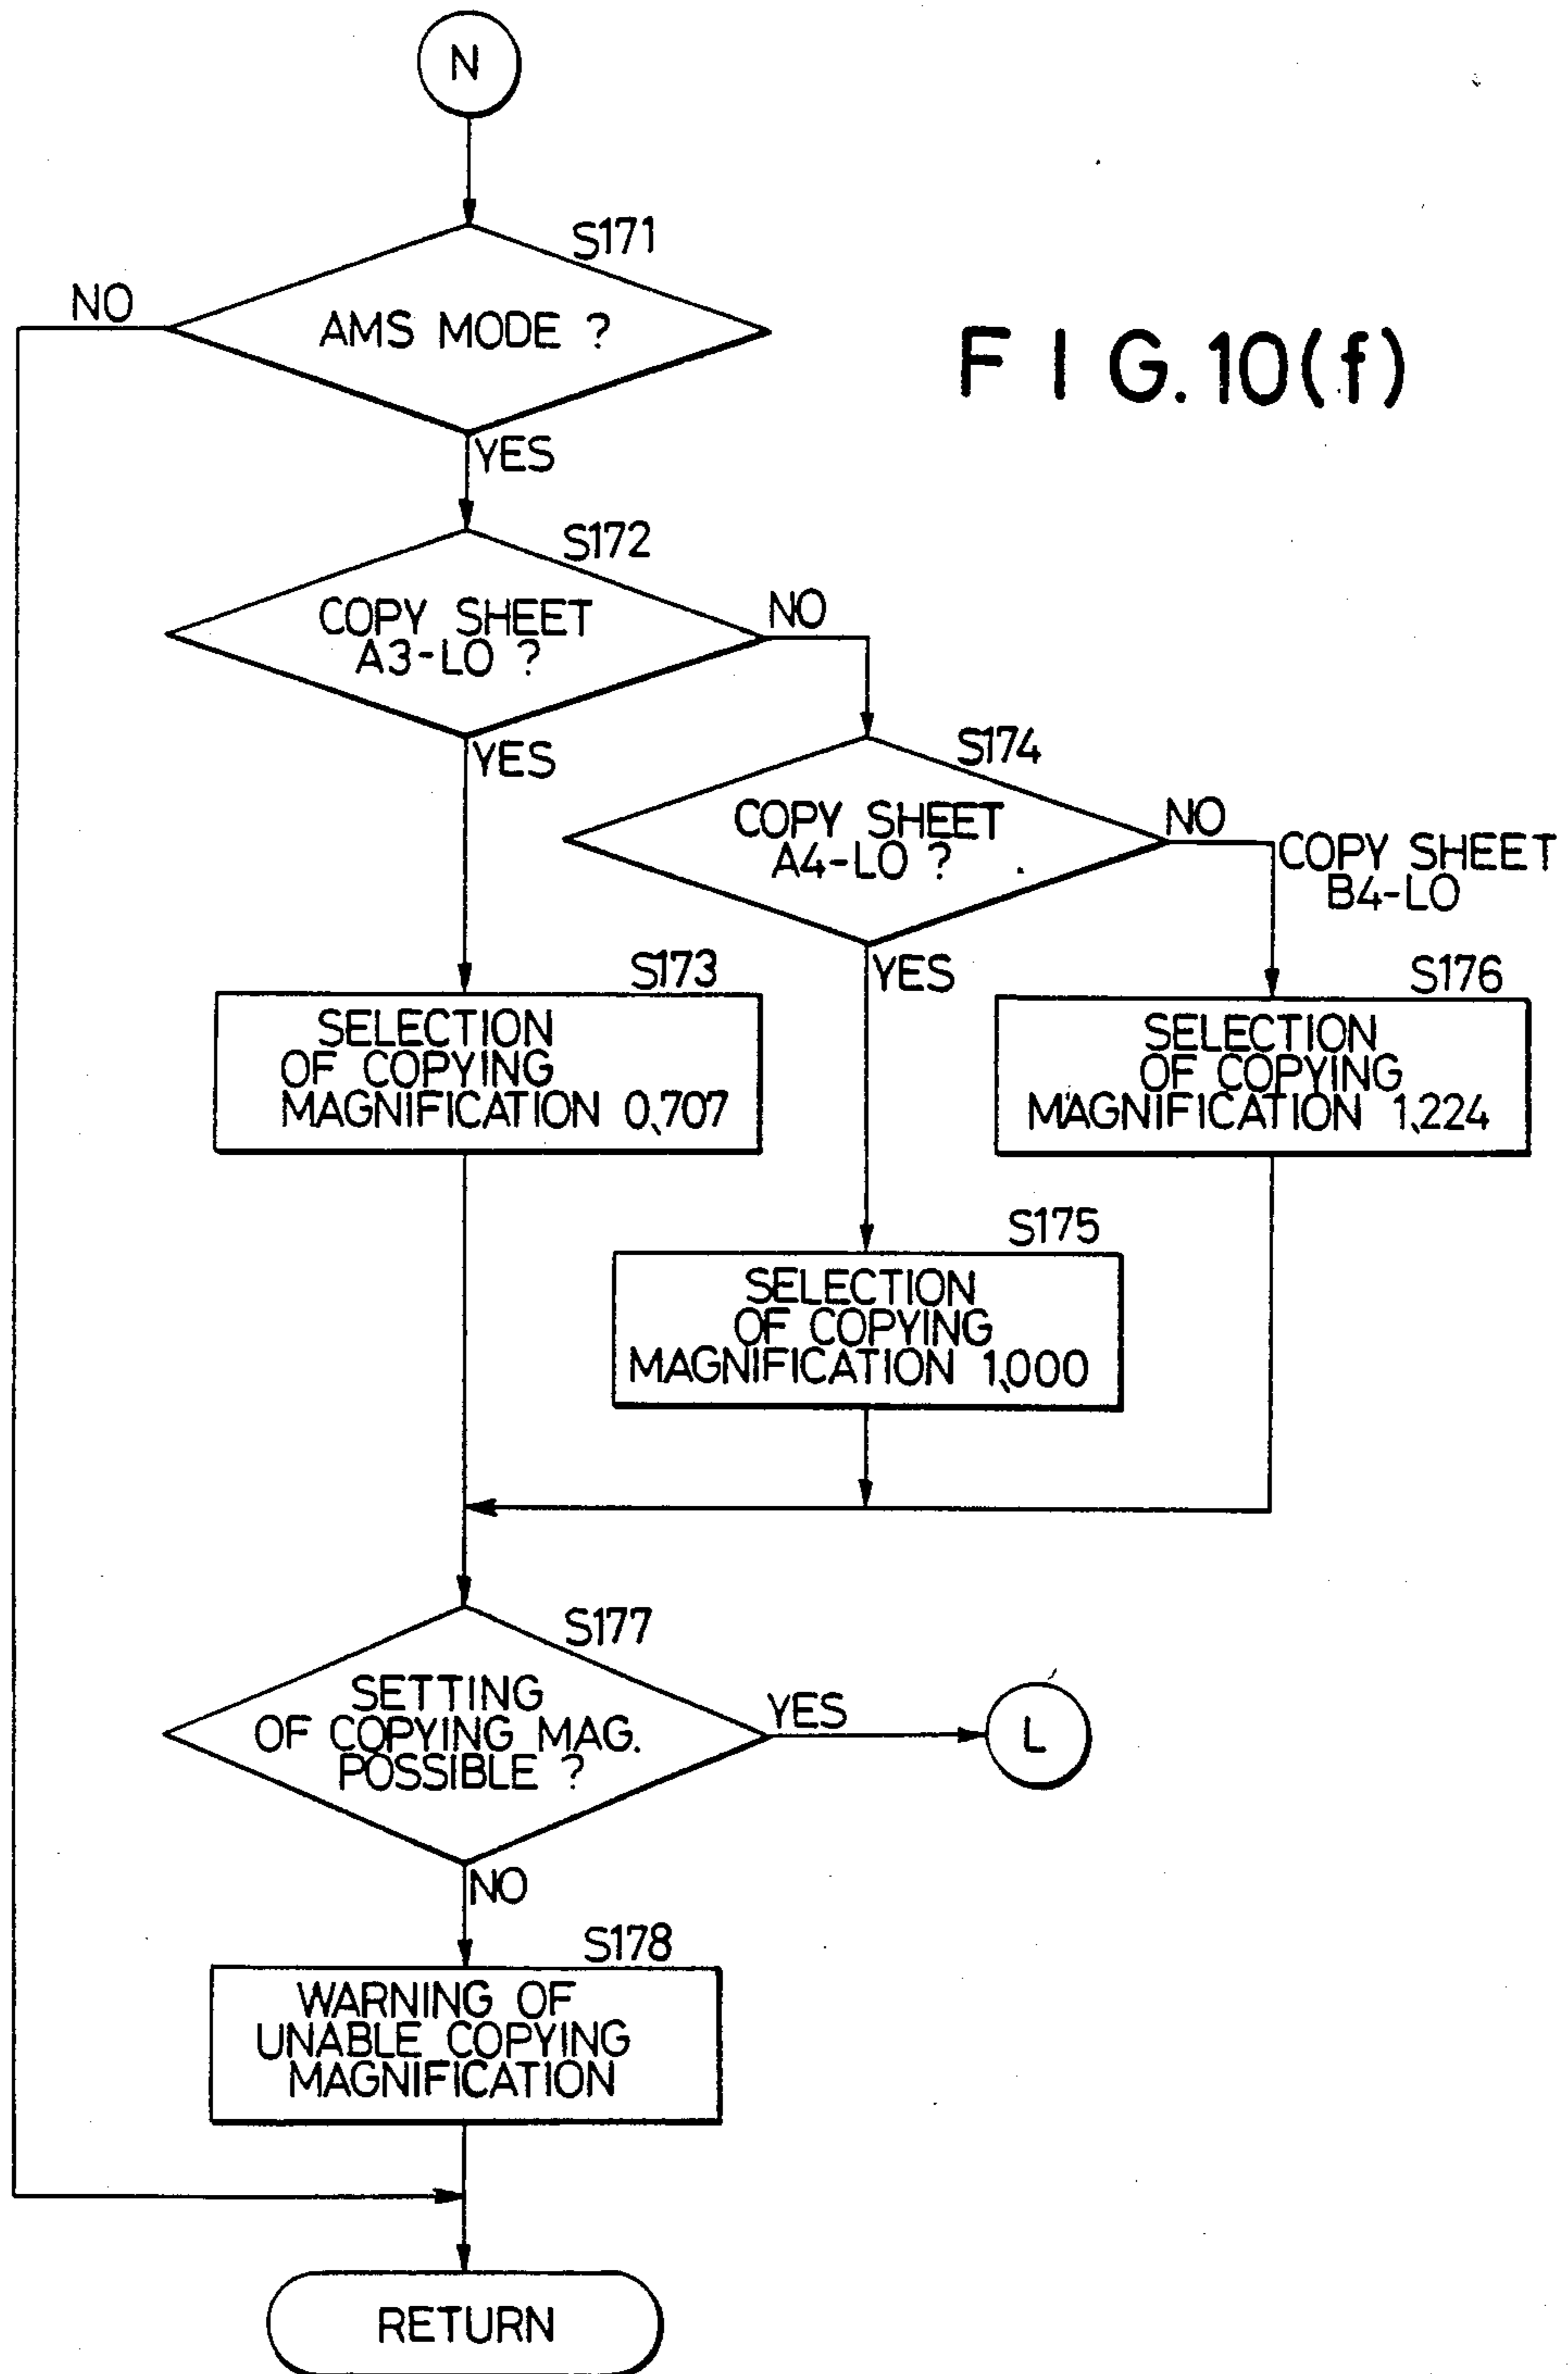 N
S171
NO
AMS MODE ?
FIG.10(f)
YES
S172
COPY SHEET
A3-LO ?
NO
YES
S174
COPY SHEET
A4-LO ?
NO
COPY SHEET
B4-LO
YES
S173
SELECTION
OF COPYING
MAGNIFICATION 0,707
S176
SELECTION
OF COPYING
MAGNIFICATION 1,224
S175
SELECTION
OF COPYING
MAGNIFICATION 1,000
S177
SETTING
OF COPYING MAG.
POSSIBLE ?
YES
L
NO
S178
WARNING OF
UNABLE COPYING
MAGNIFICATION
RETURN